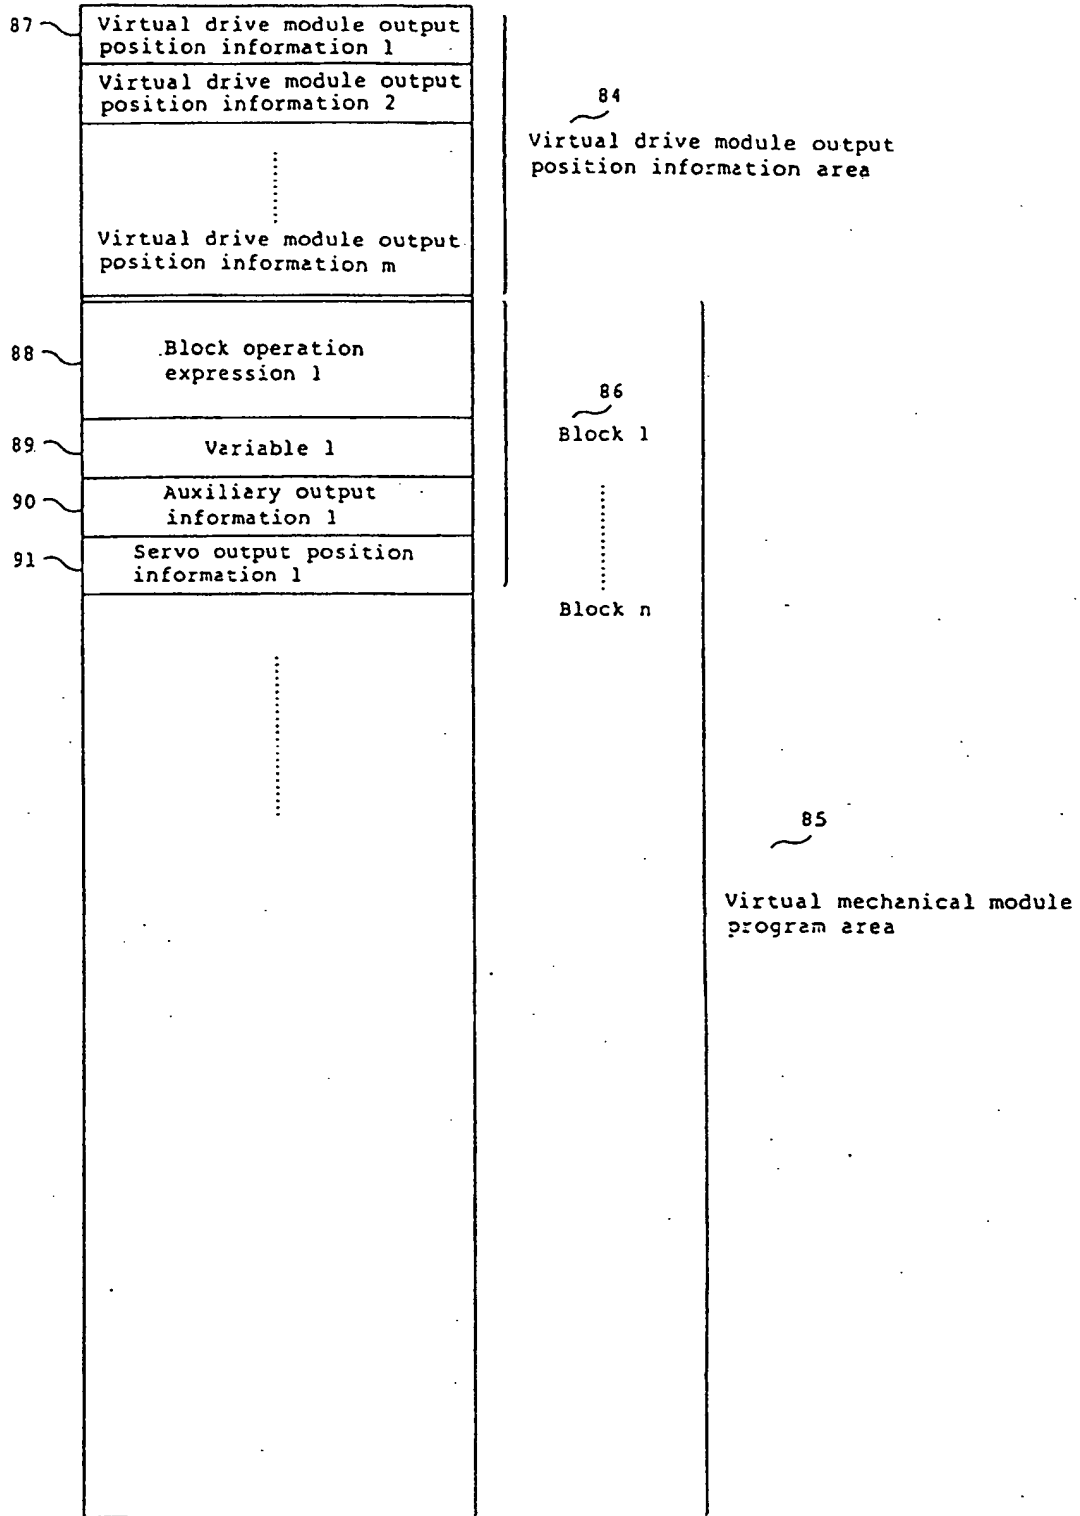 87
Virtual drive module output
position information 1
Virtual drive module output
position information 2
84
Virtual drive module output
position information area
Virtual drive module output
position information m
88
Block operation
expression 1
86
Block 1
89
Variable 1
90
Auxiliary output
information 1
91
Servo output position
information 1
Block n
85
Virtual mechanical module
program area